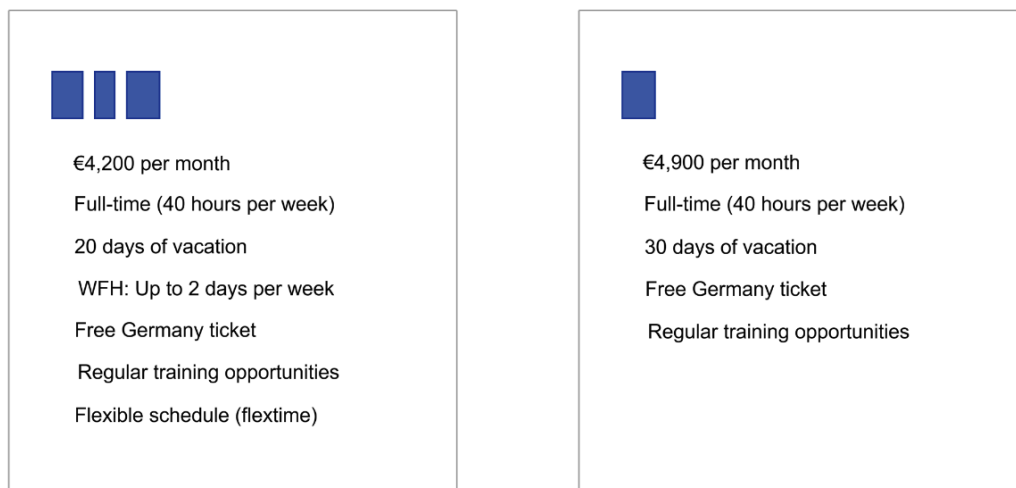 €4,200 per month
Full-time (40 hours per week)
20 days of vacation
WFH: Up to 2 days per week
Free Germany ticket
Regular training opportunities
Flexible schedule (flextime)
€4,900 per month
Full-time (40 hours per week)
30 days of vacation
Free Germany ticket
Regular training opportunities